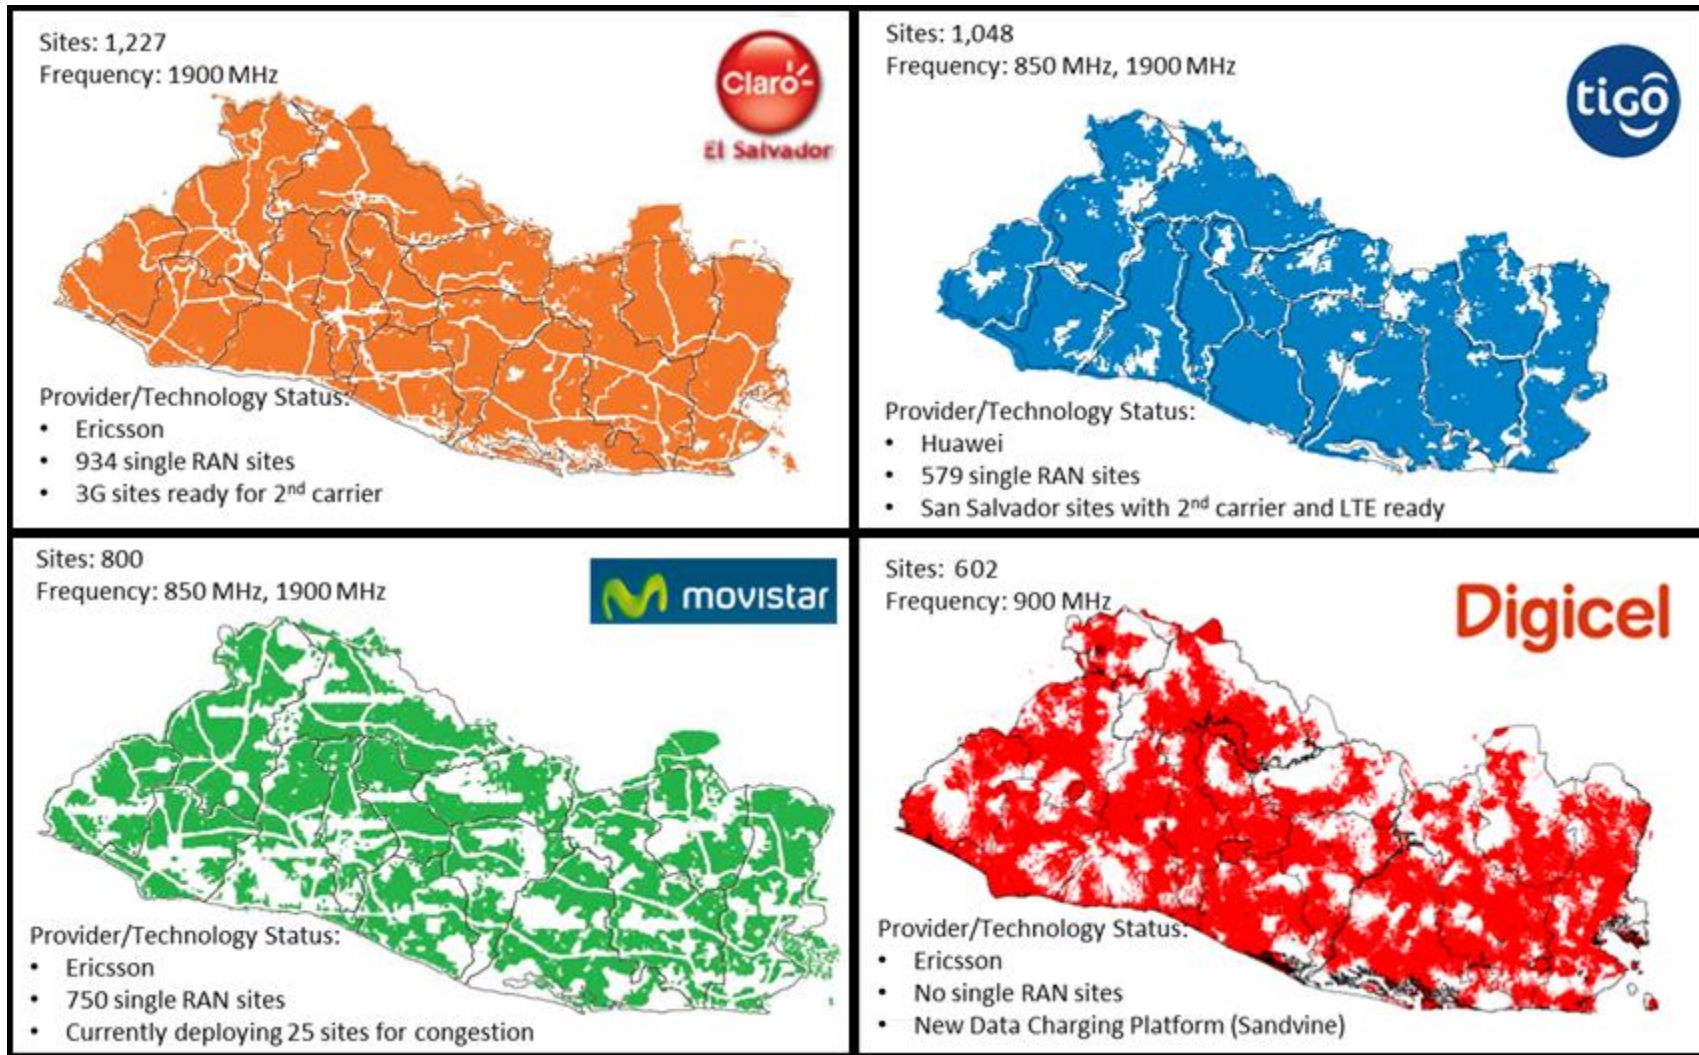 Sites: 1,227
Frequency: 1900 MHz
Claro-
El Salvador
Provider/Technology Status:
• Ericsson
• 934 single RAN sites
• 3G sites ready for 2nd carrier
Sites: 1,048
Frequency: 850 MHz, 1900 MHz
tigo
Provider/Technology Status:
• Huawei
• 579 single RAN sites
• San Salvador sites with 2nd carrier and LTE ready
Sites: 800
Frequency: 850 MHz, 1900 MHz
movistar
Provider/Technology Status:
• Ericsson
• 750 single RAN sites
• Currently deploying 25 sites for congestion
Sites: 602
Frequency: 900 MHz
Digicel
Provider/Technology Status:
• Ericsson
• No single RAN sites
• New Data Charging Platform (Sandvine)